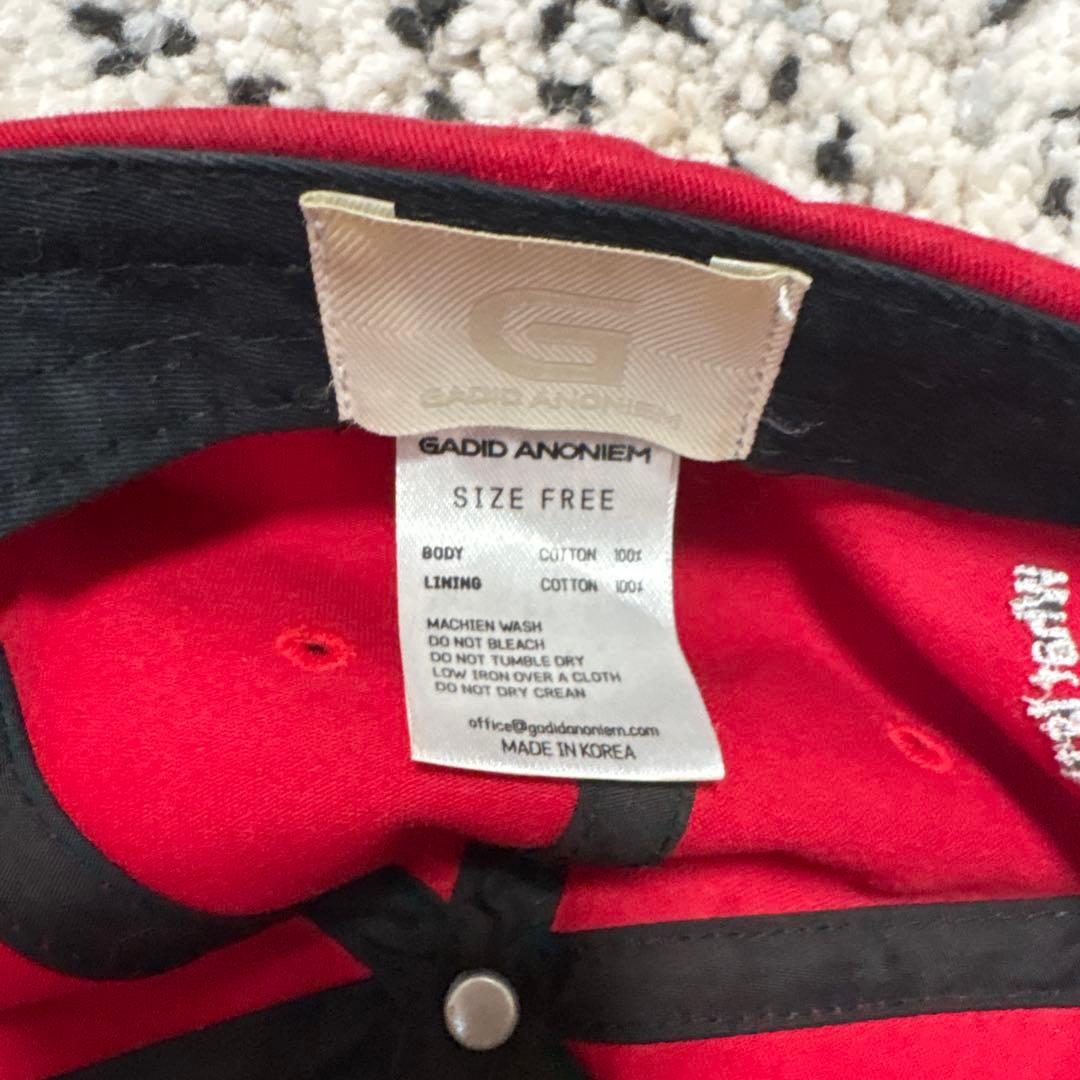 G
GADID ANONIEM
GADID ANONIEM
SIZE FREE
BODY COTTON 100%
LINING COTTON 100%
MACHIEN WASH
DO NOT BLEACH
DO NOT TUMBLE DRY
LOW IRON OVER A CLOTH
DO NOT DRY CREAN
office@gadidanoniem.com
MADE IN KOREA